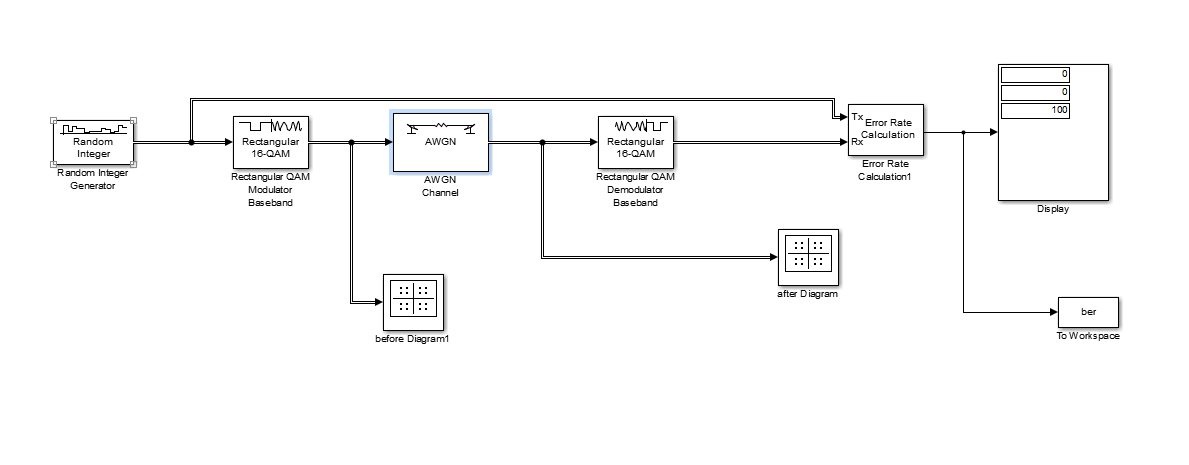 0
0
100
Display
Random
Integer
Random Integer
Generator
Rectangular
16-QAM
Rectangular QAM
Modulator
Baseband
AWGN
AWGN
Channel
Rectangular
16-QAM
Rectangular QAM
Demodulator
Baseband
Tx
Rx
Error Rate
Calculation
Error Rate
Calculation1
before Diagram1
after Diagram
ber
To Workspace